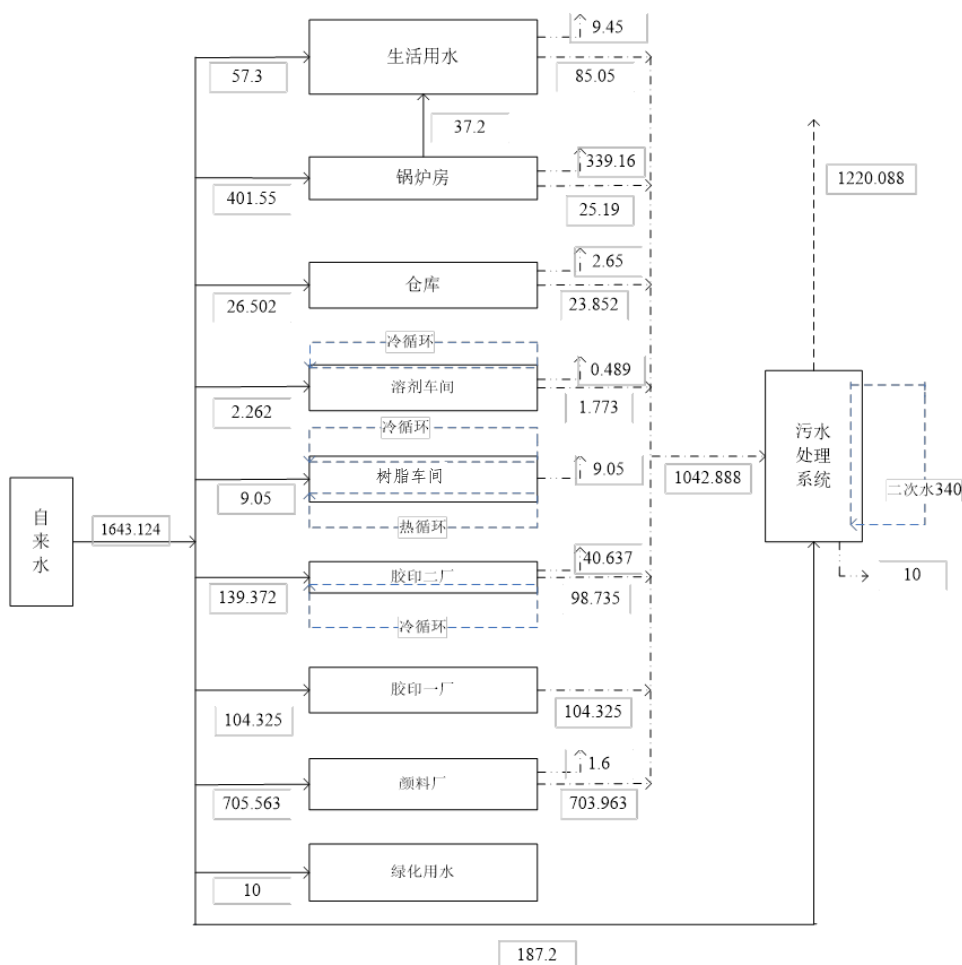 9.45
生活用水
57.3
85.05
37.2
339.16
锅炉房
401.55
25.19
1220.088
2.65
仓库
26.502
23.852
冷循环
0.489
溶剂车间
2.262
1.773
冷循环
树脂车间
9.05
9.05
热循环
1042.888
污水
处理
系统
二次水340
自
来
水
1643.124
40.637
胶印二厂
139.372
98.735
冷循环
10
胶印一厂
104.325
104.325
1.6
颜料厂
705.563
703.963
绿化用水
10
187.2